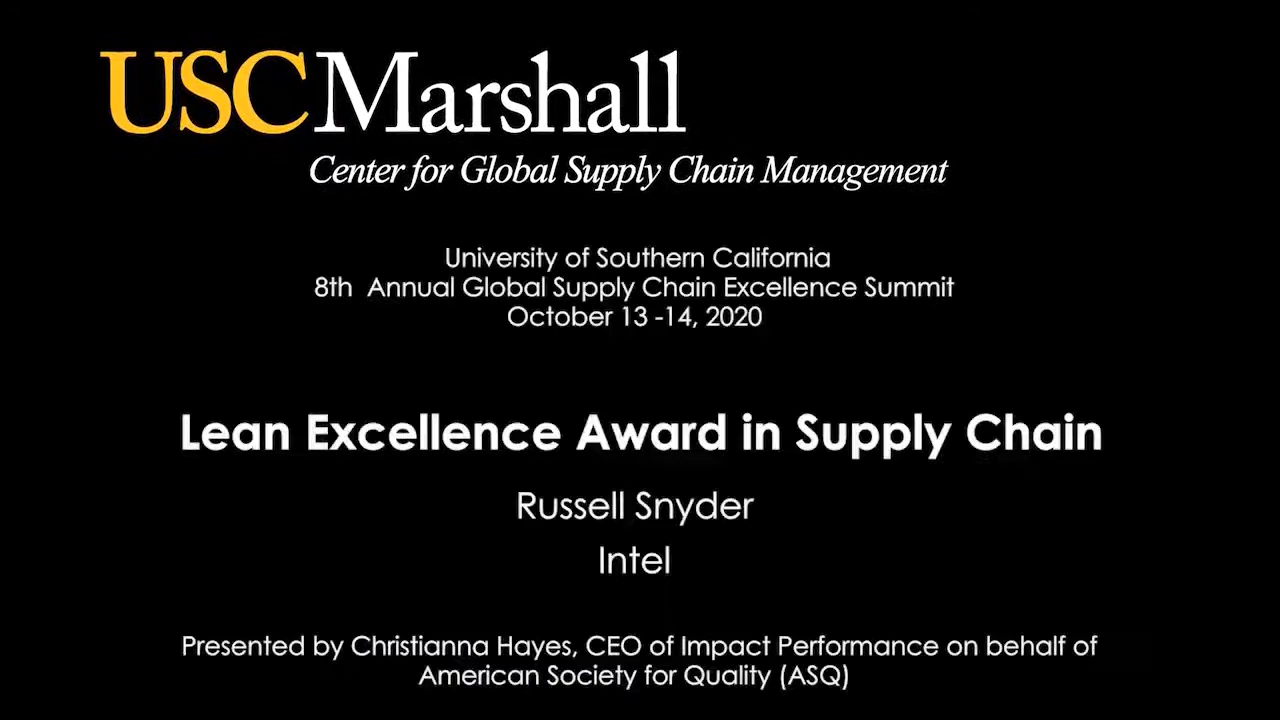 USC Marshall
Center for Global Supply Chain Management
University of Southern California
8th Annual Global Supply Chain Excellence Summit
October 13 -14, 2020
Lean Excellence Award in Supply Chain
Russell Snyder
Intel
Presented by Christianna Hayes, CEO of Impact Performance on behalf of
American Society for Quality (ASQ)